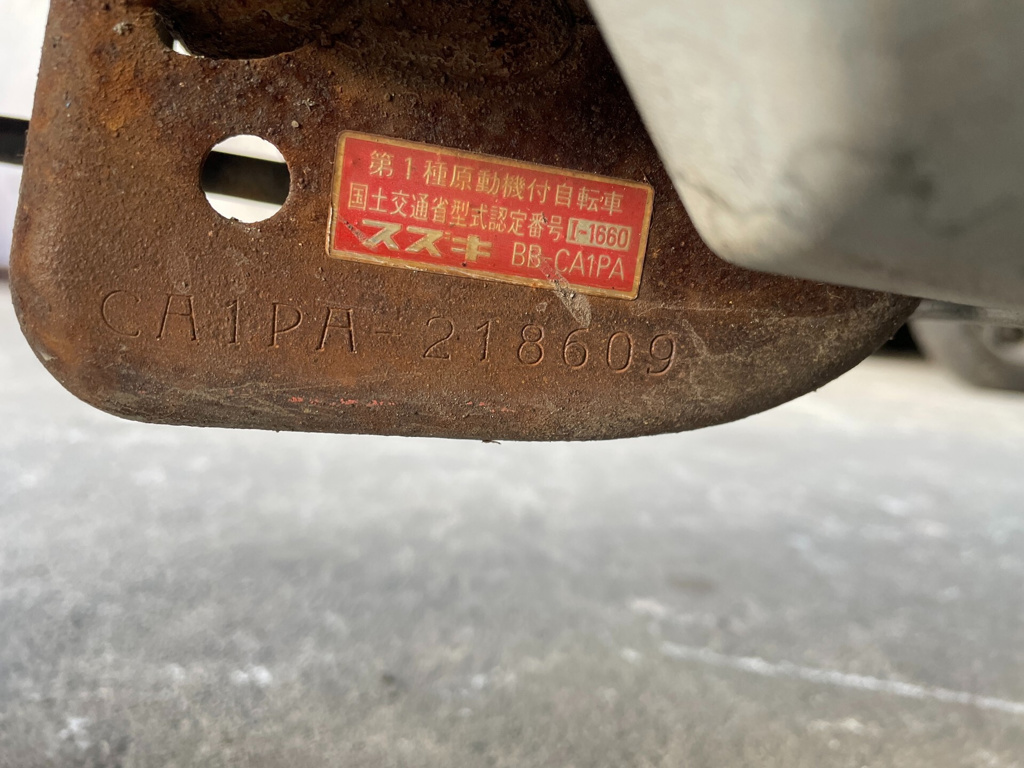 第1種原動機付自転車
国土交通省型式認定番号 I-1660
スズキ BB-CA1PA
CA1PA-218609